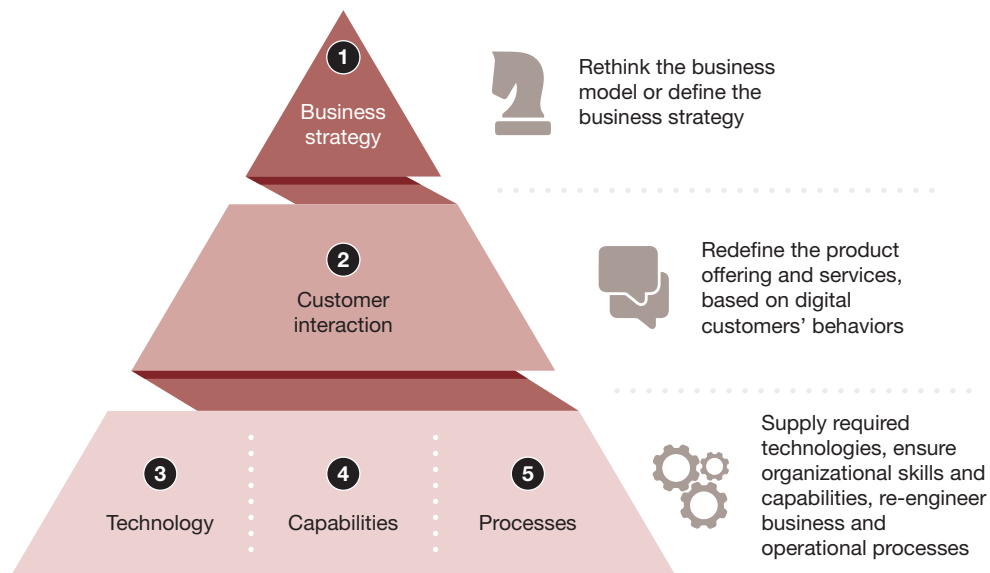 1
Business
strategy
Rethink the business
model or define the
business strategy
2
Customer
interaction
Redefine the product
offering and services,
based on digital
customers’ behaviors
3
Technology
4
Capabilities
5
Processes
Supply required
technologies, ensure
organizational skills and
capabilities, re-engineer
business and
operational processes